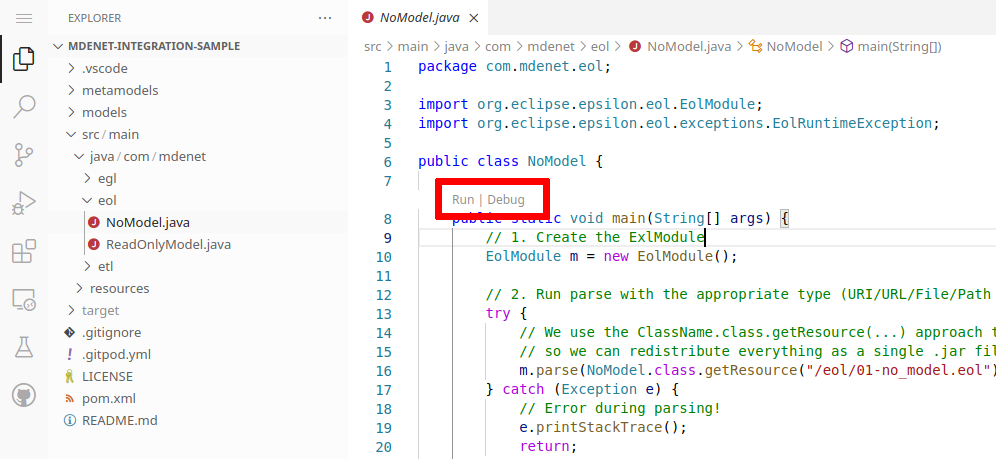 EXPLORER
MDENET-INTEGRATION-SAMPLE
.vscode
metamodels
models
src / main
java / com / mdenet
egl
eol
NoModel.java
ReadOnlyModel.java
etl
resources
target
.gitignore
.gitpod.yml
LICENSE
pom.xml
README.md
NoModel.java
src > main > java > com > mdenet > eol > NoModel.java > NoModel > main(String[])
1 package com.mdenet.eol;
2
3 import org.eclipse.epsilon.eol.EolModule;
4 import org.eclipse.epsilon.eol.exceptions.EolRuntimeException;
5
6 public class NoModel {
7
Run | Debug
8 public static void main(String[] args) {
9 // 1. Create the ExlModule
10 EolModule m = new EolModule();
11
12 // 2. Run parse with the appropriate type (URI/URL/File/Path
13 try {
14 // We use the ClassName.class.getResource(...) approach t
15 // so we can redistribute everything as a single .jar fil
16 m.parse(NoModel.class.getResource("/eol/01-no_model.eol")
17 } catch (Exception e) {
18 // Error during parsing!
19 e.printStackTrace();
20 return;